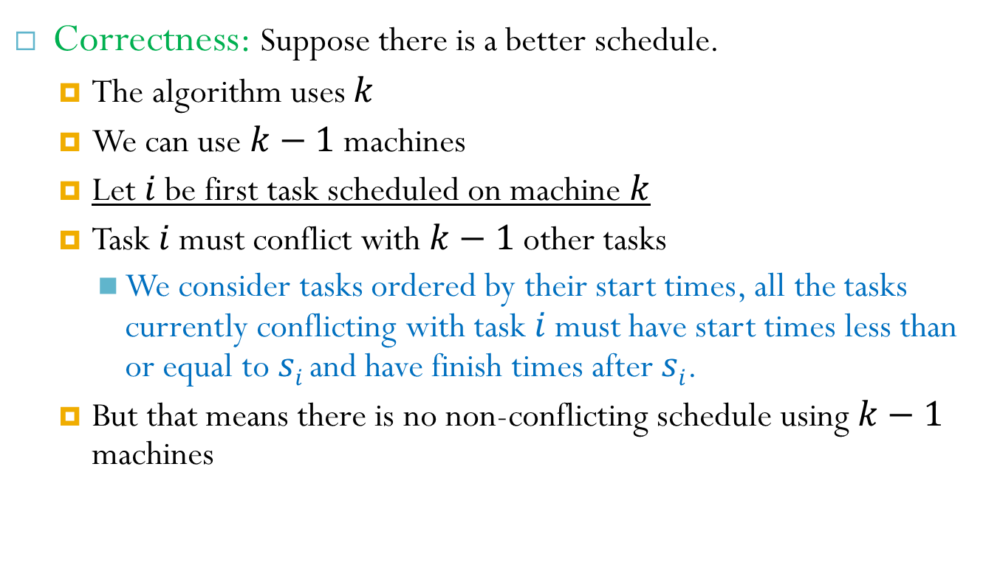 Correctness: Suppose there is a better schedule.
The algorithm uses k
We can use k − 1 machines
Let i be first task scheduled on machine k
Task i must conflict with k − 1 other tasks
We consider tasks ordered by their start times, all the tasks
currently conflicting with task i must have start times less than
or equal to sᵢ and have finish times after sᵢ.
But that means there is no non-conflicting schedule using k − 1
machines